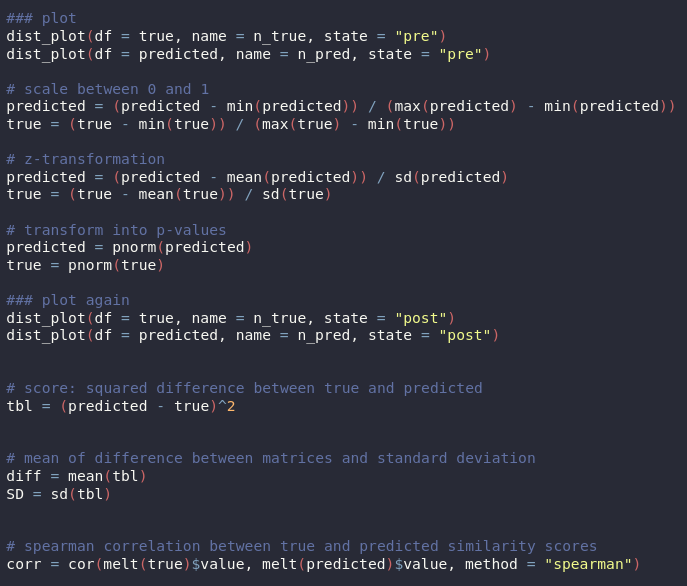 ### plot
dist_plot(df = true, name = n_true, state = "pre")
dist_plot(df = predicted, name = n_pred, state = "pre")
# scale between 0 and 1
predicted = (predicted - min(predicted)) / (max(predicted) - min(predicted))
true = (true - min(true)) / (max(true) - min(true))
# z-transformation
predicted = (predicted - mean(predicted)) / sd(predicted)
true = (true - mean(true)) / sd(true)
# transform into p-values
predicted = pnorm(predicted)
true = pnorm(true)
### plot again
dist_plot(df = true, name = n_true, state = "post")
dist_plot(df = predicted, name = n_pred, state = "post")
# score: squared difference between true and predicted
tbl = (predicted - true)^2
# mean of difference between matrices and standard deviation
diff = mean(tbl)
SD = sd(tbl)
# spearman correlation between true and predicted similarity scores
corr = cor(melt(true)$value, melt(predicted)$value, method = "spearman")